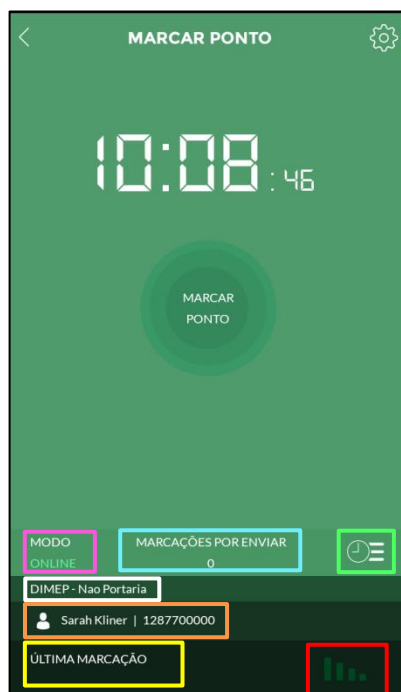 MARCAR PONTO
10:08:46
MARCAR
PONTO
MODO
MARCAÇÕES POR ENVIAR
ONLINE
0
DIMEP - Nao Portaria
Sarah Kliner | 1287700000
ÚLTIMA MARCAÇÃO